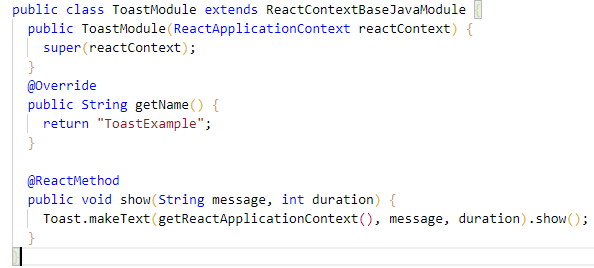 public class ToastModule extends ReactContextBaseJavaModule {
  public ToastModule(ReactApplicationContext reactContext) {
    super(reactContext);
  }
  @Override
  public String getName() {
    return "ToastExample";
  }

  @ReactMethod
  public void show(String message, int duration) {
    Toast.makeText(getReactApplicationContext(), message, duration).show();
  }
}